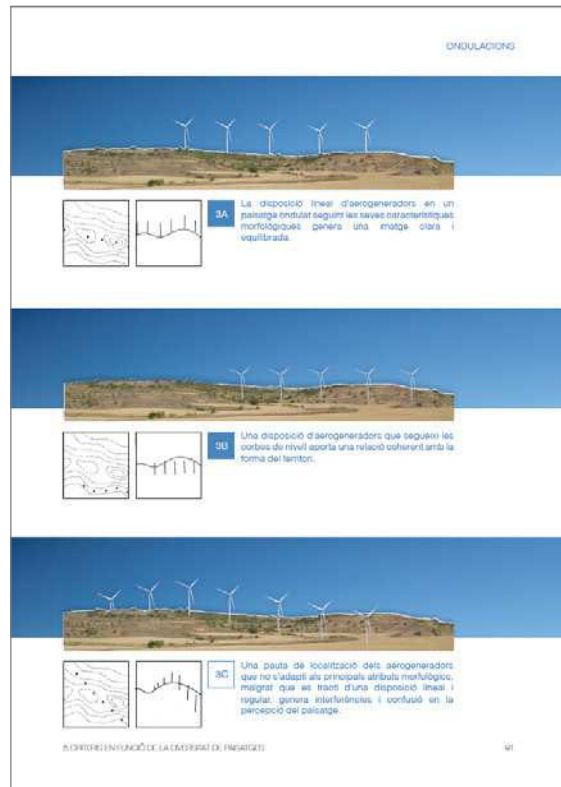 ONDULACIONS
3A
La disposició lineal d'aerogeneradors en un
paisatge ondulat seguint les seves característiques
morfològiques genera una imatge clara i
equilibrada.
3B
Una disposició d'aerogeneradors que segueixi les
corbes de nivell aporta una relació coherent amb la
forma del territori.
3C
Una pauta de localització dels aerogeneradors
que no s'adapti als principals atributs morfològics,
malgrat que es tracti d'una disposició lineal i
regular, genera interferències i confusió en la
percepció del paisatge.
CRITERIS EN FUNCIÓ DE LA DIVERSITAT DE PAISATGES